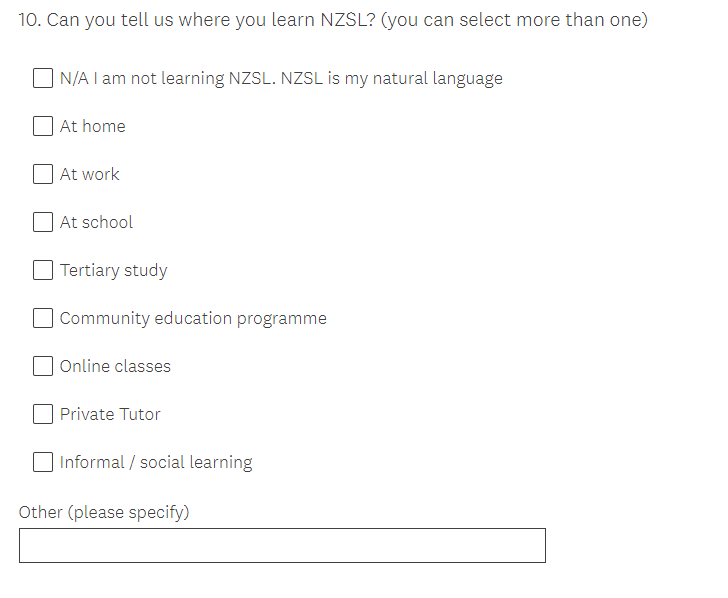 10. Can you tell us where you learn NZSL? (you can select more than one)
N/A I am not learning NZSL. NZSL is my natural language
At home
At work
At school
Tertiary study
Community education programme
Online classes
Private Tutor
Informal / social learning
Other (please specify)